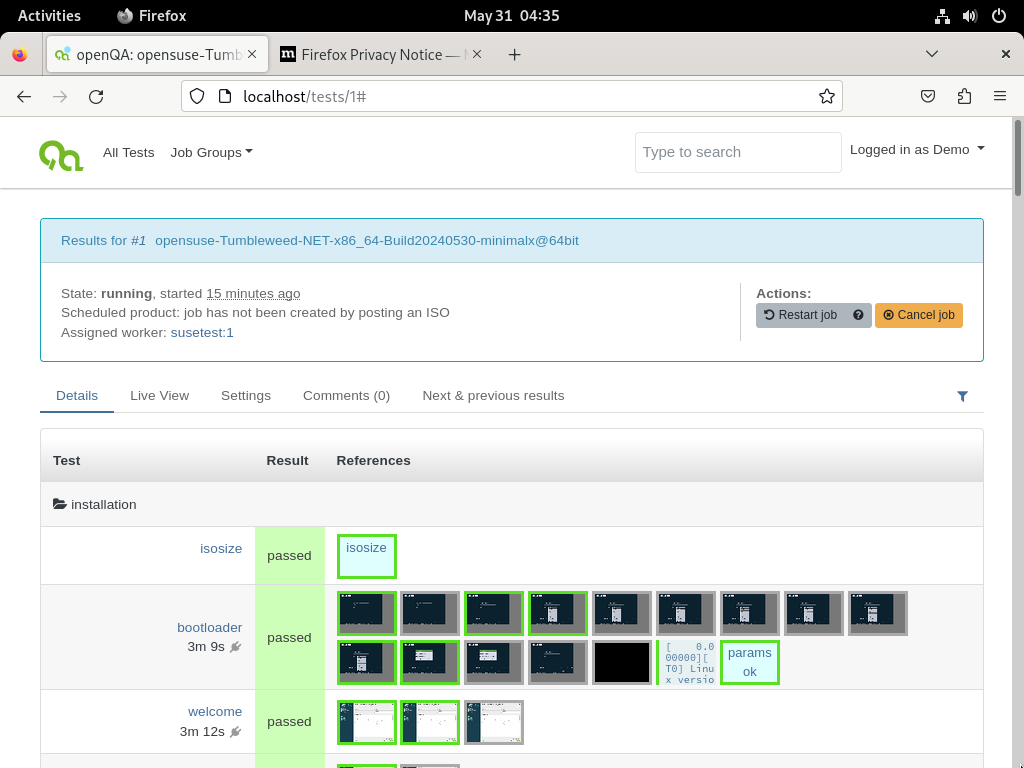 Activities Firefox May 31 04:35
openQA: opensuse-Tumb Firefox Privacy Notice —
localhost/tests/1#
All Tests Job Groups Type to search Logged in as Demo
Results for #1 opensuse-Tumbleweed-NET-x86_64-Build20240530-minimalx@64bit
State: running, started 15 minutes ago
Scheduled product: job has not been created by posting an ISO
Assigned worker: susetest:1
Actions:
Restart job Cancel job
Details Live View Settings Comments (0) Next & previous results
Test Result References
installation
isosize passed isosize
bootloader
3m 9s passed
[ 0.0
00000][
T0] Linu
x versio
params
ok
welcome
3m 12s passed